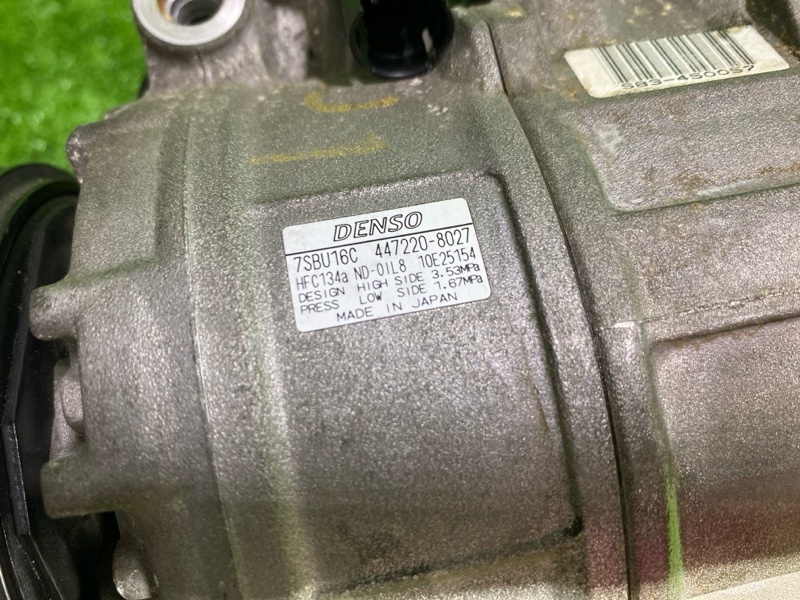 S83-450057
DENSO
7SBU16C 447220-8027
HFC134a ND-OIL8 10E25154
DESIGN HIGH SIDE 3.53MPa
PRESS LOW SIDE 1.67MPa
MADE IN JAPAN